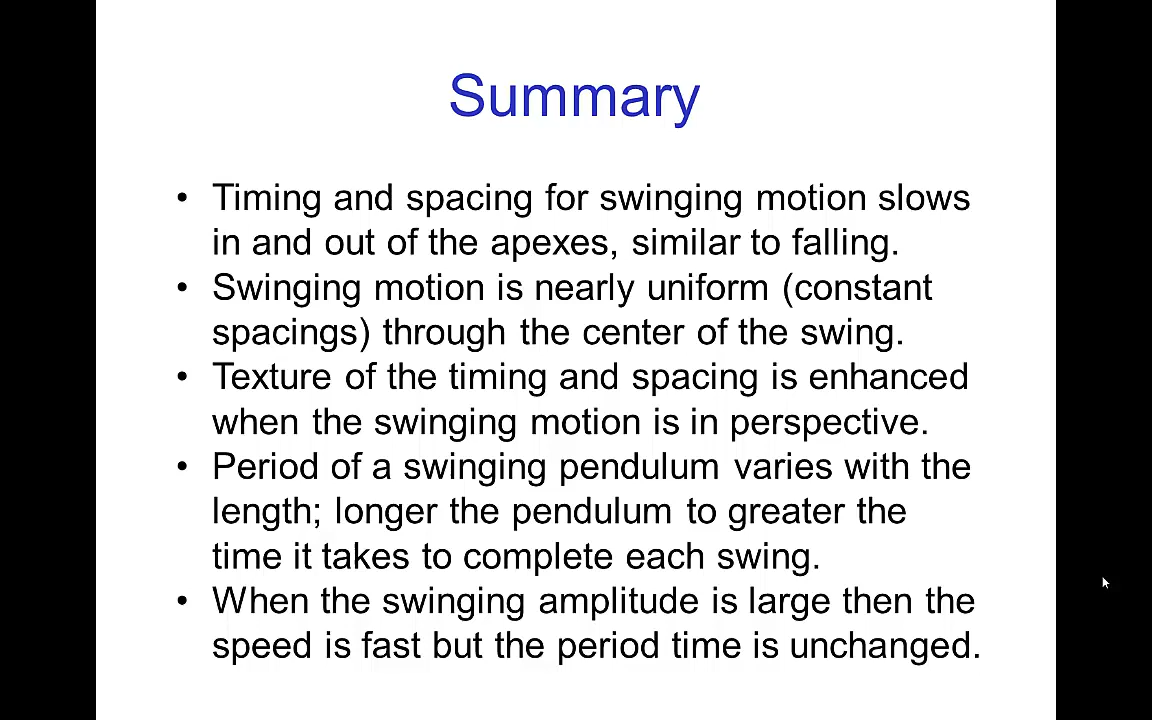 Summary
• Timing and spacing for swinging motion slows
in and out of the apexes, similar to falling.
• Swinging motion is nearly uniform (constant
spacings) through the center of the swing.
• Texture of the timing and spacing is enhanced
when the swinging motion is in perspective.
• Period of a swinging pendulum varies with the
length; longer the pendulum to greater the
time it takes to complete each swing.
• When the swinging amplitude is large then the
speed is fast but the period time is unchanged.